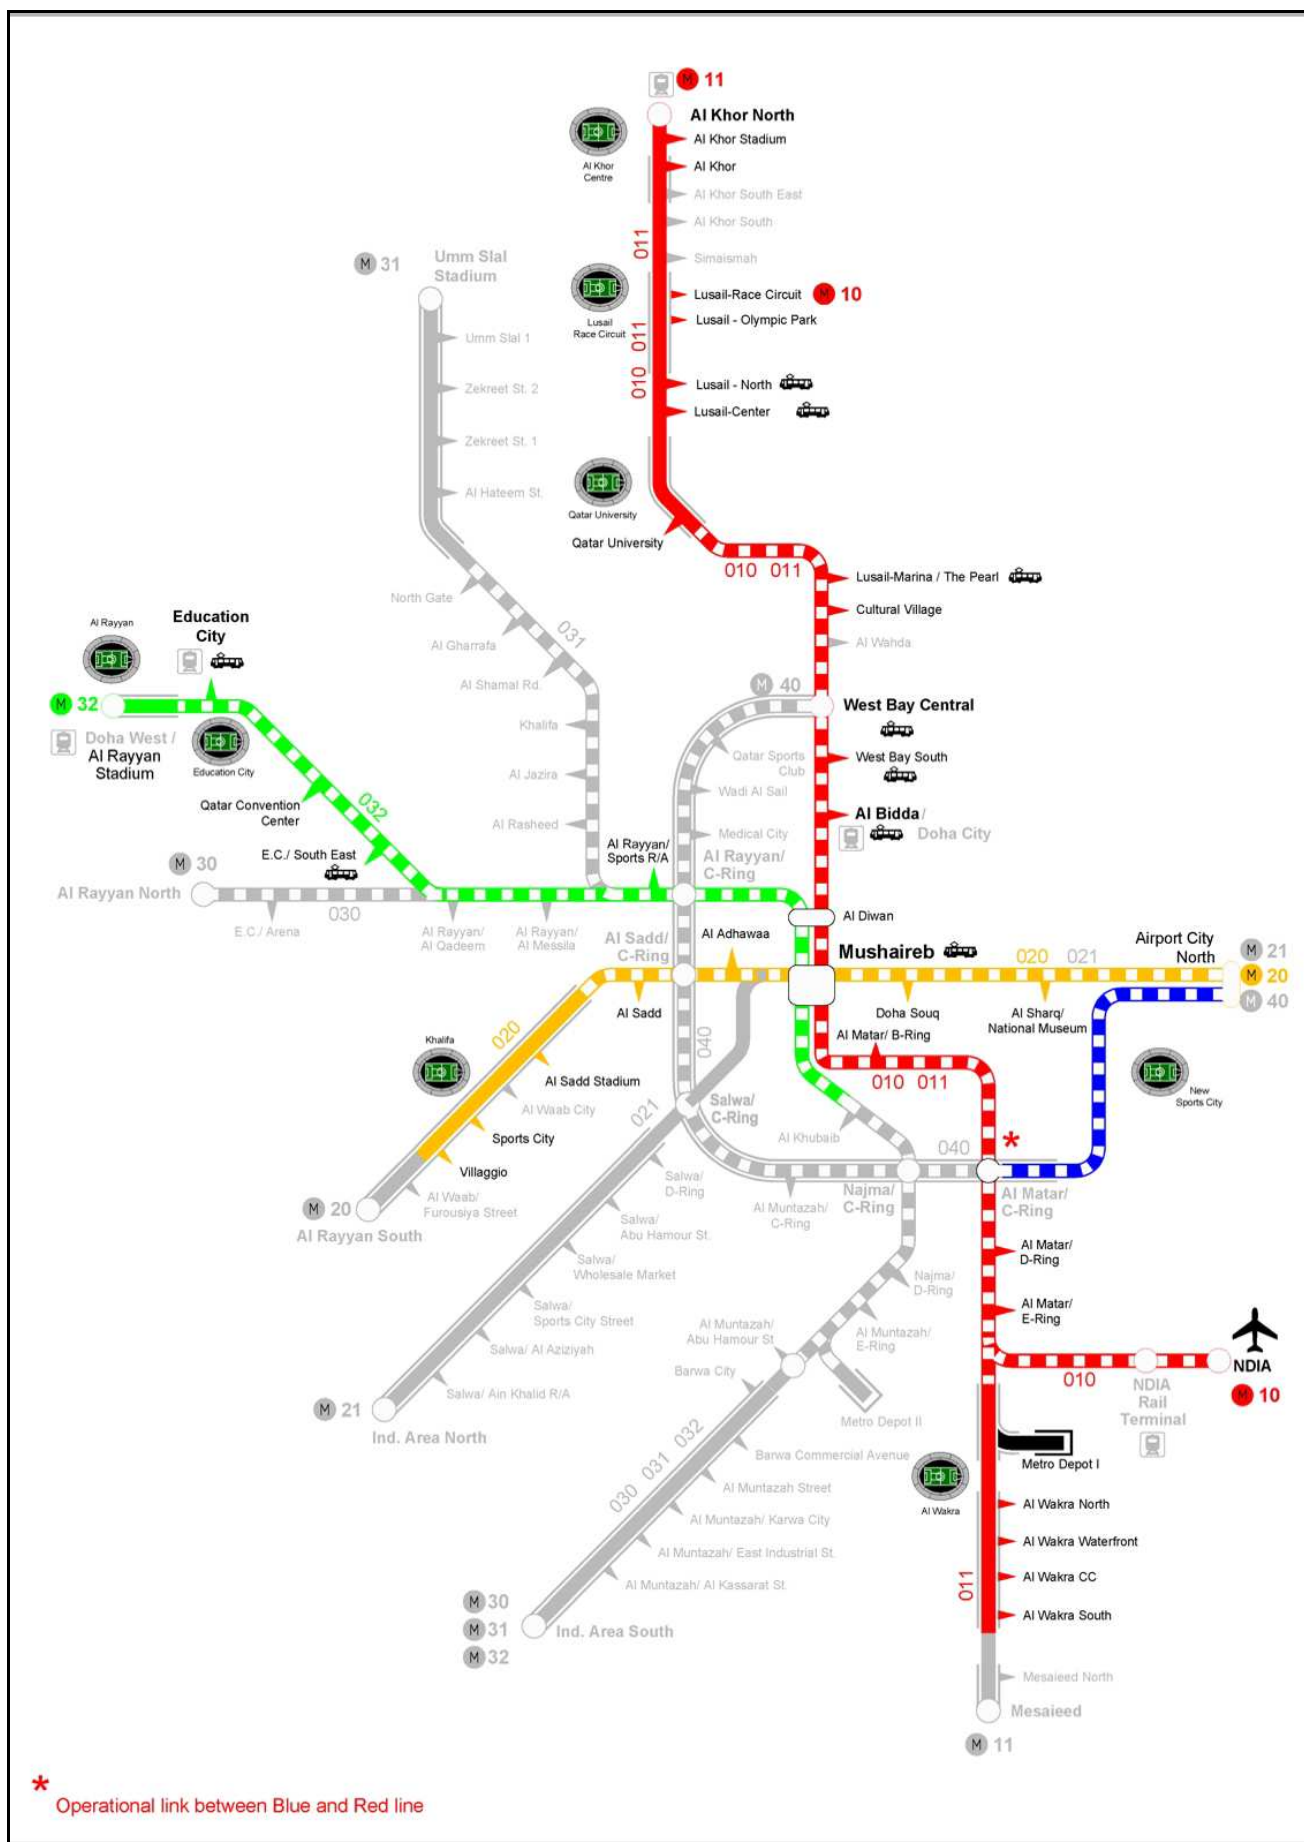 M 11
Al Khor North
Al Khor Stadium
Al Khor
Al Khor South East
Al Khor South
Simaismah
Al Khor
Centre
011
M 31
Umm Slal
Stadium
Lusail-Race Circuit M 10
Lusail - Olympic Park
Lusail
Race Circuit
011
010
Umm Slal 1
Zekreet St. 2
Zekreet St. 1
Al Hateem St.
Lusail - North
Lusail-Center
Qatar University
Qatar University
010 011
Lusail-Marina / The Pearl
Cultural Village
Al Wahda
North Gate
Al Gharrafa
Al Shamal Rd.
Khalifa
Al Jazira
Al Rasheed
031
Al Rayyan
Education
City
M 32
Doha West /
Al Rayyan
Stadium
Education City
Qatar Convention
Center
032
E.C./ South East
M 40
West Bay Central
Qatar Sports
Club
West Bay South
Wadi Al Sail
Al Bidda/
Doha City
Medical City
Al Rayyan/
Sports R/A
Al Rayyan/
C-Ring
M 30
Al Rayyan North
030
E.C./ Arena
Al Rayyan/
Al Qadeem
Al Rayyan/
Al Messila
Al Diwan
Al Sadd/
C-Ring
Al Adhawaa
Mushaireb
020 021
Airport City
North
M 21
M 20
M 40
Al Sadd
Doha Souq
Al Sharq/
National Museum
Al Matar/ B-Ring
010 011
020
Khalifa
040
Al Sadd Stadium
Al Waab City
Sports City
Villaggio
Al Waab/
Furousiya Street
M 20
Al Rayyan South
021
Salwa/
C-Ring
Al Khubaib
040
*
New
Sports City
Salwa/
D-Ring
Salwa/
Abu Hamour St.
Salwa/
Wholesale Market
Salwa/
Sports City Street
Salwa/ Al Aziziyah
Salwa/ Ain Khalid R/A
M 21
Ind. Area North
Al Muntazah/
C-Ring
Najma/
C-Ring
Al Matar/
C-Ring
Al Matar/
D-Ring
Al Matar/
E-Ring
Najma/
D-Ring
Al Muntazah/
E-Ring
Al Muntazah/
Abu Hamour St
Barwa City
Metro Depot II
010
NDIA
Rail
Terminal
NDIA
M 10
Metro Depot I
Al Wakra
030 031 032
Barwa Commercial Avenue
Al Muntazah Street
Al Muntazah/ Karwa City
Al Muntazah/ East Industrial St.
Al Muntazah/ Al Kassarat St.
M 30
M 31
M 32
Ind. Area South
Al Wakra North
Al Wakra Waterfront
Al Wakra CC
Al Wakra South
011
Mesaieed North
Mesaieed
M 11
*
Operational link between Blue and Red line